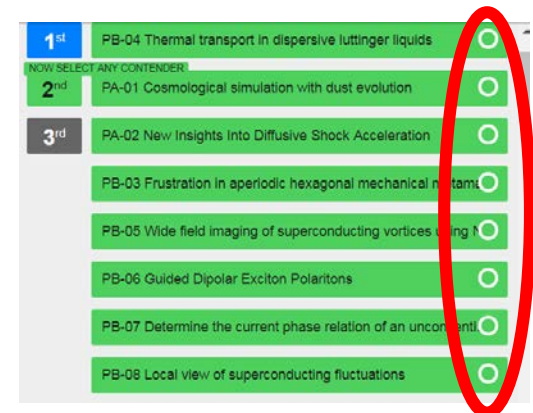 1st PB-04 Thermal transport in dispersive luttinger liquids
NOW SELECT ANY CONTENDER
2nd PA-01 Cosmological simulation with dust evolution
3rd PA-02 New Insights Into Diffusive Shock Acceleration
PB-03 Frustration in aperiodic hexagonal mechanical
PB-05 Wide field imaging of superconducting vortices using
PB-06 Guided Dipolar Exciton Polaritons
PB-07 Determine the current phase relation of an
PB-08 Local view of superconducting fluctuations